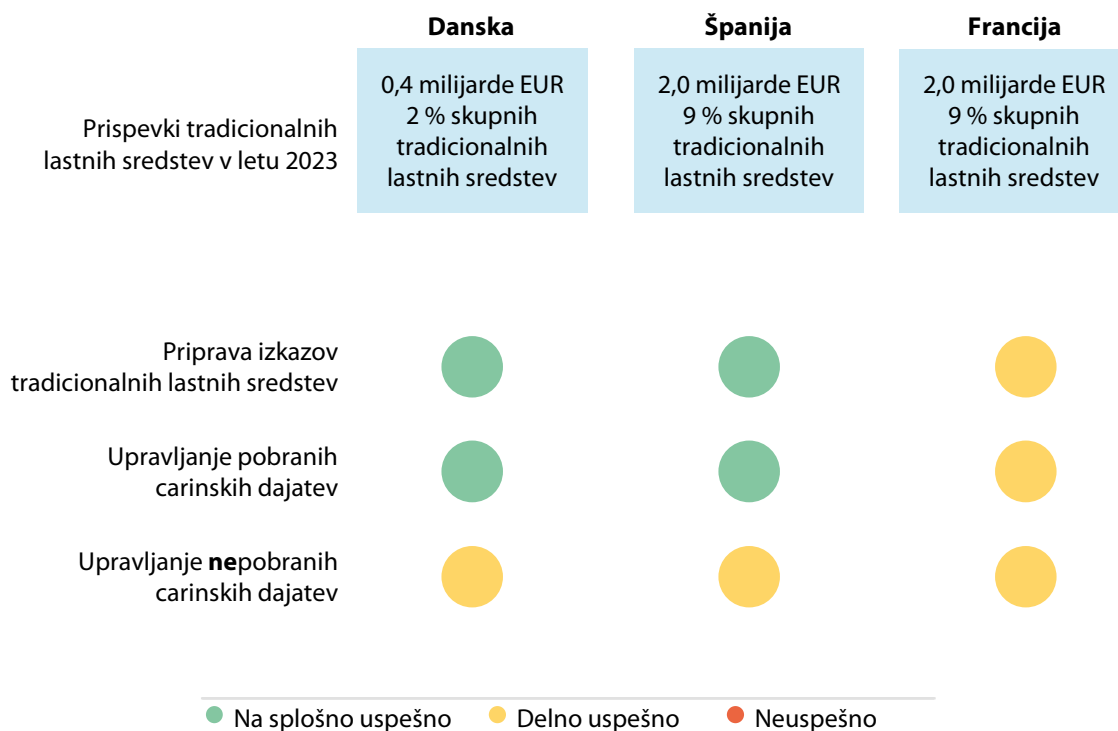 Danska
Španija
Francija
Prispevki tradicionalnih
lastnih sredstev v letu 2023
0,4 milijarde EUR
2 % skupnih
tradicionalnih
lastnih sredstev
2,0 milijarde EUR
9 % skupnih
tradicionalnih
lastnih sredstev
2,0 milijarde EUR
9 % skupnih
tradicionalnih
lastnih sredstev
Priprava izkazov
tradicionalnih lastnih sredstev
Upravljanje pobranih
carinskih dajatev
Upravljanje nepobranih
carinskih dajatev
Na splošno uspešno
Delno uspešno
Neuspešno